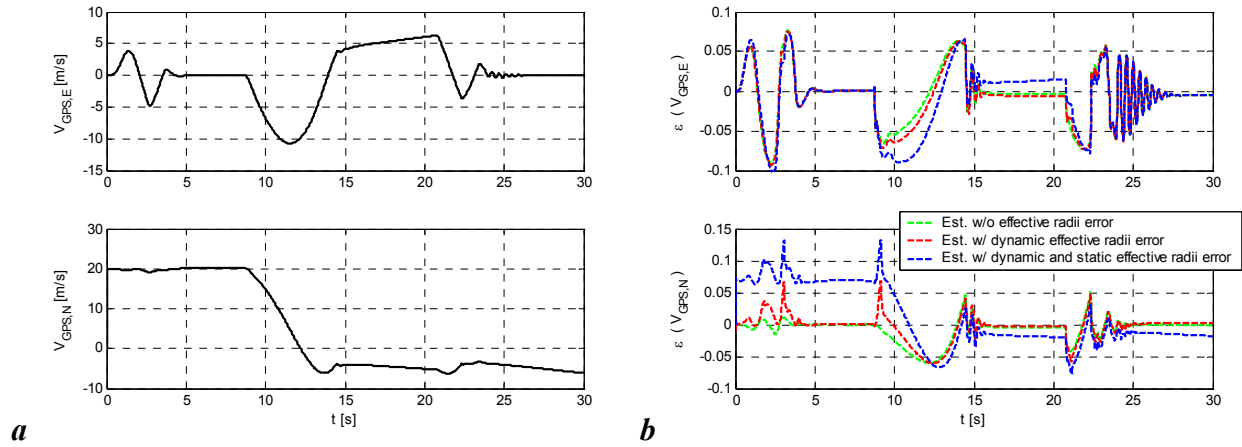 V_GPS,E [m/s]
10
5
0
-5
-10
-15
0 5 10 15 20 25 30
V_GPS,N [m/s]
30
20
10
0
-10
0 5 10 15 20 25 30
t [s]
a
ε ( V_GPS,E )
0.1
0.05
0
-0.05
-0.1
0 5 10 15 20 25 30
Est. w/o effective radii error
Est. w/ dynamic effective radii error
Est. w/ dynamic and static effective radii error
ε ( V_GPS,N )
0.15
0.1
0.05
0
-0.05
-0.1
0 5 10 15 20 25 30
t [s]
b